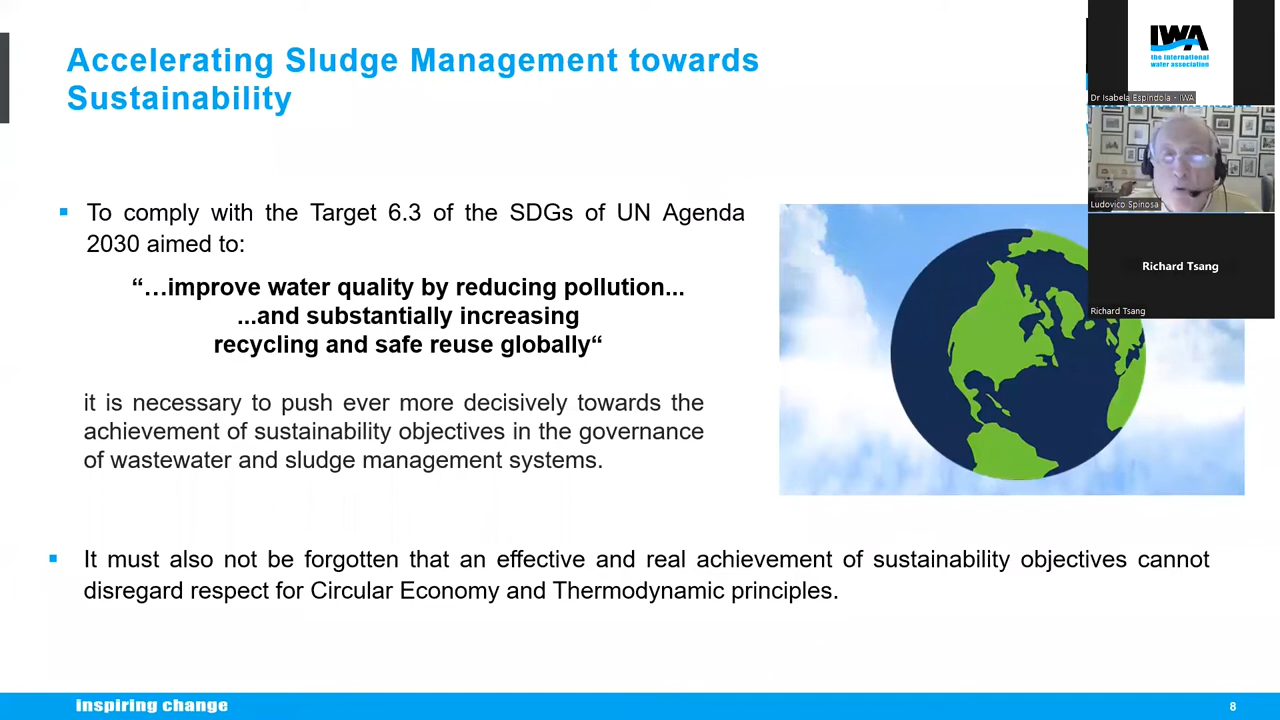 Accelerating Sludge Management towards
Sustainability
▪ To comply with the Target 6.3 of the SDGs of UN Agenda
2030 aimed to:
“…improve water quality by reducing pollution...
...and substantially increasing
recycling and safe reuse globally“
it is necessary to push ever more decisively towards the
achievement of sustainability objectives in the governance
of wastewater and sludge management systems.
▪ It must also not be forgotten that an effective and real achievement of sustainability objectives cannot
disregard respect for Circular Economy and Thermodynamic principles.
inspiring change
8
IWA
the international
water association
Dr Isabela Espindola - IWA
Ludovico Spinosa
Richard Tsang
Richard Tsang